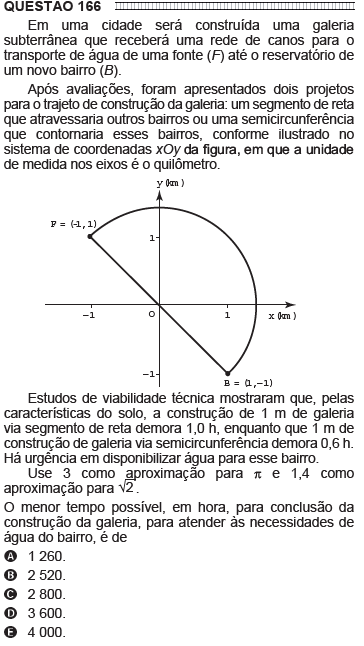 QUESTÃO 166
Em uma cidade será construída uma galeria
subterrânea que receberá uma rede de canos para o
transporte de água de uma fonte (F) até o reservatório de
um novo bairro (B).
Após avaliações, foram apresentados dois projetos
para o trajeto de construção da galeria: um segmento de reta
que atravessaria outros bairros ou uma semicircunferência
que contornaria esses bairros, conforme ilustrado no
sistema de coordenadas xOy da figura, em que a unidade
de medida nos eixos é o quilômetro.
y (km)
F = (-1, 1)
1
-1
O
1
x (km)
-1
B = (1, -1)
Estudos de viabilidade técnica mostraram que, pelas
características do solo, a construção de 1 m de galeria
via segmento de reta demora 1,0 h, enquanto que 1 m de
construção de galeria via semicircunferência demora 0,6 h.
Há urgência em disponibilizar água para esse bairro.
Use 3 como aproximação para π e 1,4 como
aproximação para √2.
O menor tempo possível, em hora, para conclusão da
construção da galeria, para atender às necessidades de
água do bairro, é de
A 1 260.
B 2 520.
C 2 800.
D 3 600.
E 4 000.